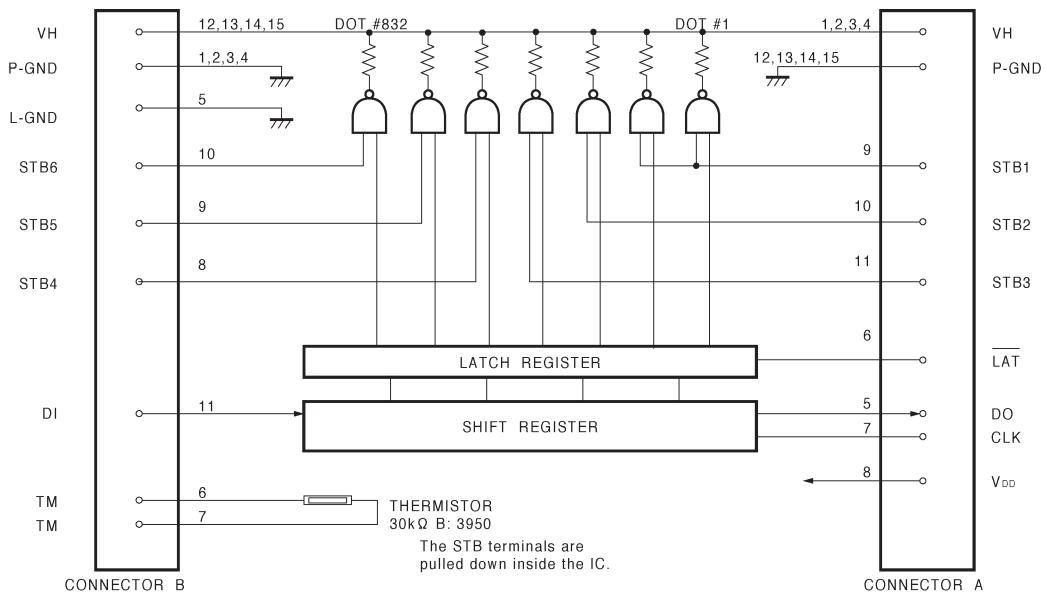 12,13,14,15 DOT #832 DOT #1 1,2,3,4
VH VH
1,2,3,4 12,13,14,15
P-GND P-GND
5
L-GND
10 9
STB6 STB1
9 10
STB5 STB2
8 11
STB4 STB3
6
LATCH REGISTER LAT
11 5
DI DO
SHIFT REGISTER 7
CLK
8
VDD
6
TM THERMISTOR
7
TM 30kΩ B: 3950
The STB terminals are
pulled down inside the IC.
CONNECTOR B CONNECTOR A